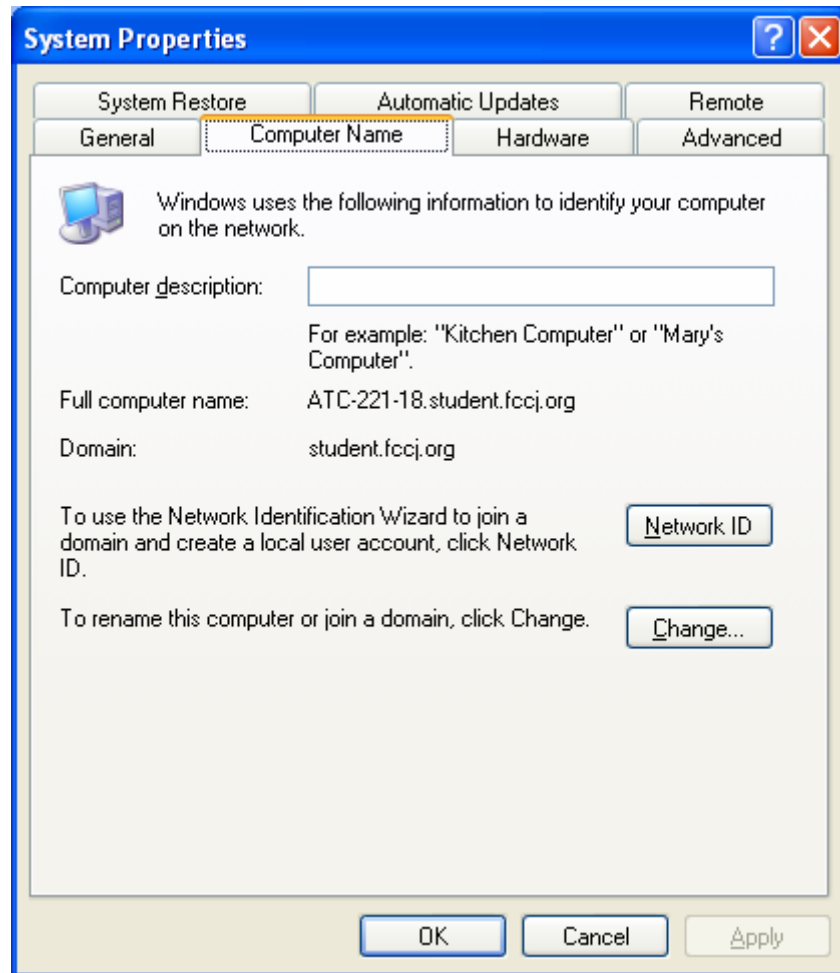 System Properties
System Restore Automatic Updates Remote
General Computer Name Hardware Advanced
Windows uses the following information to identify your computer
on the network.
Computer description:
For example: "Kitchen Computer" or "Mary's
Computer".
Full computer name: ATC-221-18.student.fccj.org
Domain: student.fccj.org
To use the Network Identification Wizard to join a
domain and create a local user account, click Network
ID.
Network ID
To rename this computer or join a domain, click Change.
Change...
OK Cancel Apply